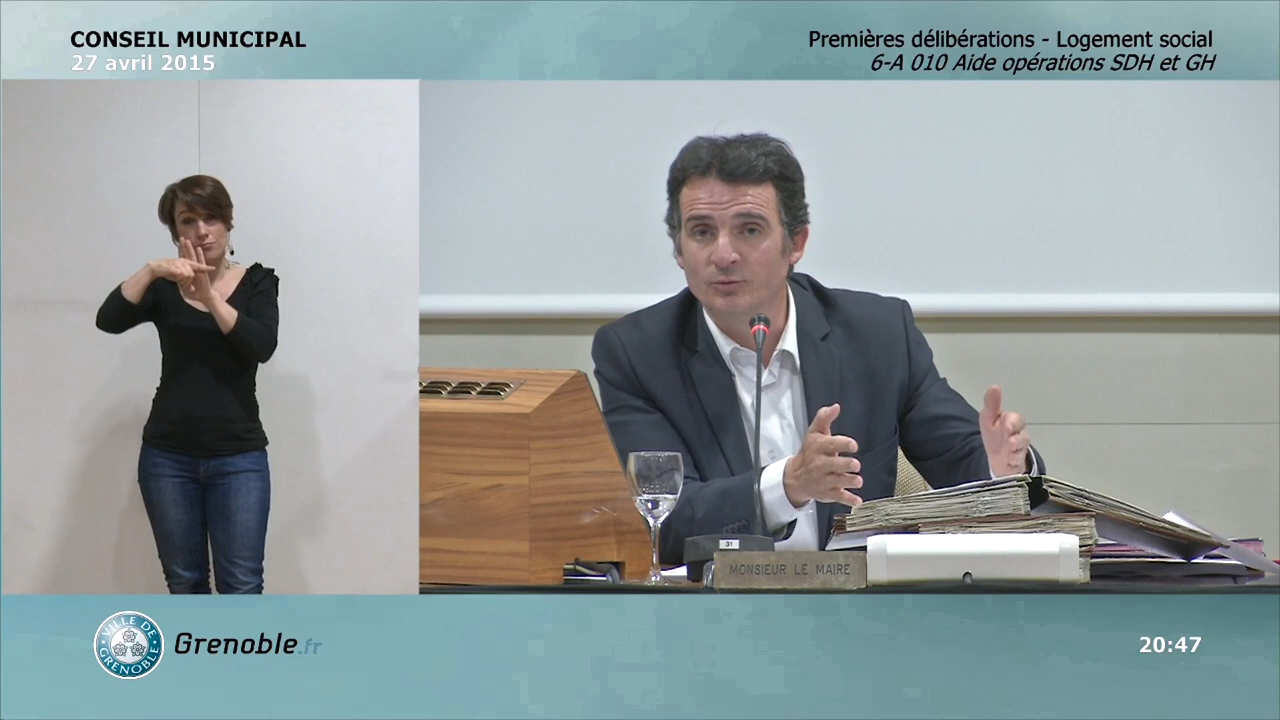 CONSEIL MUNICIPAL
27 avril 2015
Premières délibérations - Logement social
6-A 010 Aide opérations SDH et GH
31
MONSIEUR LE MAIRE
VILLE DE GRENOBLE
Grenoble.fr
20:47